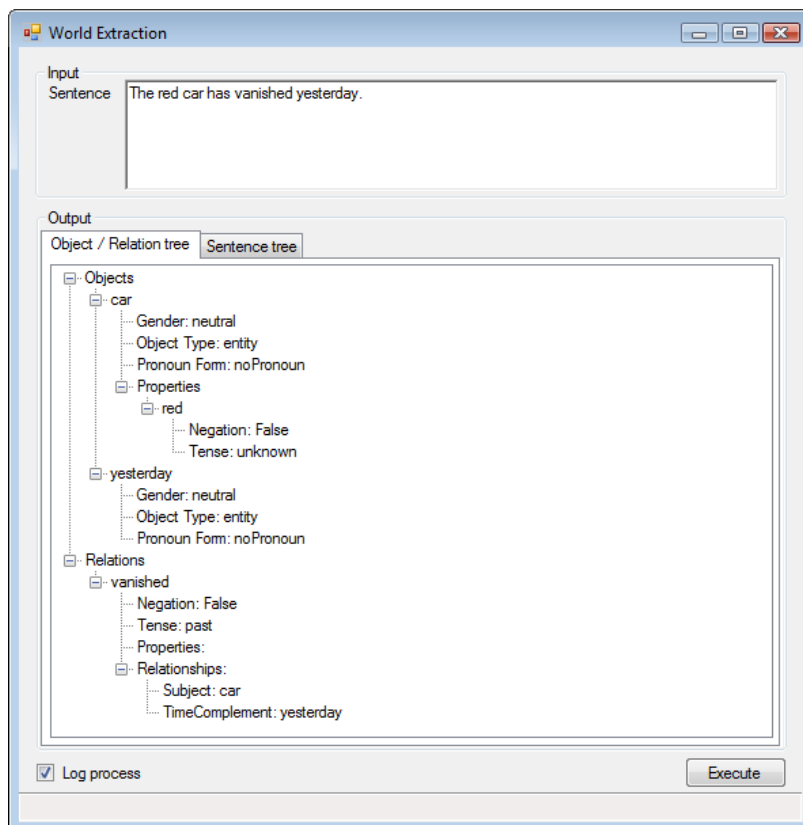 World Extraction
Input
Sentence The red car has vanished yesterday.
Output
Object / Relation tree Sentence tree
Objects
car
Gender: neutral
Object Type: entity
Pronoun Form: noPronoun
Properties
red
Negation: False
Tense: unknown
yesterday
Gender: neutral
Object Type: entity
Pronoun Form: noPronoun
Relations
vanished
Negation: False
Tense: past
Properties:
Relationships:
Subject: car
TimeComplement: yesterday
Log process Execute